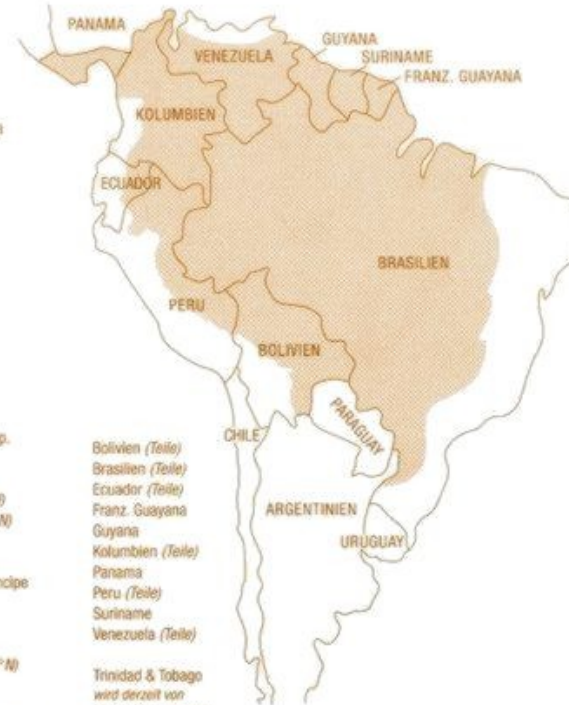 PANAMA
VENEZUELA
GUYANA
SURINAME
FRANZ. GUAYANA
KOLUMBIEN
ECUADOR
BRASILIEN
PERU
BOLIVIEN
PARAGUAY
CHILE
ARGENTINIEN
URUGUAY
p.
)
N)
ncipe
° N)
Bolivien (Teile)
Brasilien (Teile)
Ecuador (Teile)
Franz. Guayana
Guyana
Kolumbien (Teile)
Panama
Peru (Teile)
Suriname
Venezuela (Teile)
Trinidad & Tobago
wird derzeit von